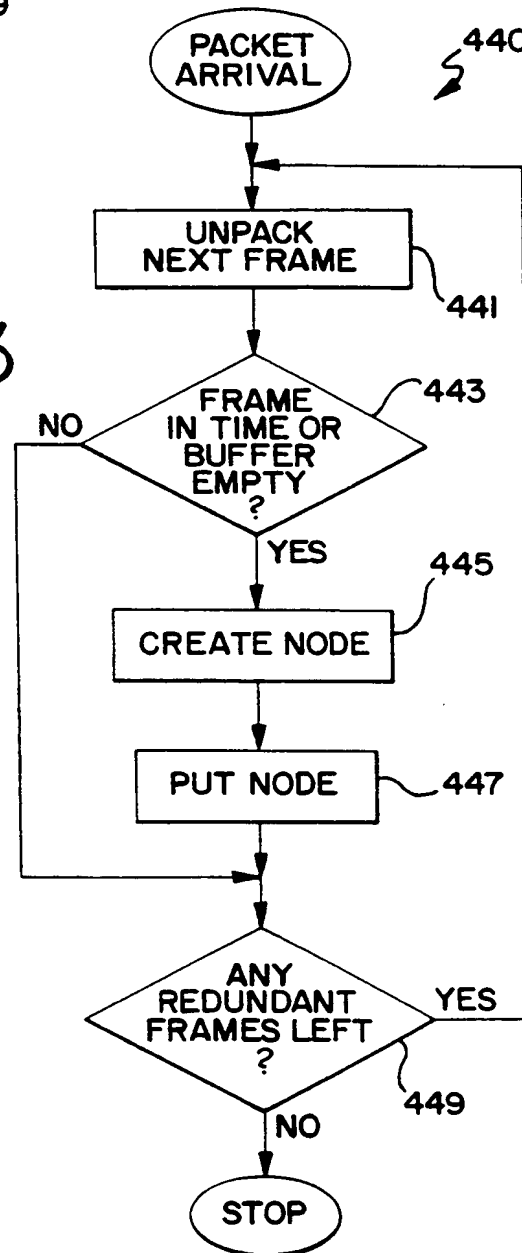 PACKET
ARRIVAL
440
UNPACK
NEXT FRAME
441
443
FRAME
IN TIME OR
BUFFER
EMPTY
?
NO
YES
445
CREATE NODE
PUT NODE
447
ANY
REDUNDANT
FRAMES LEFT
?
YES
449
NO
STOP